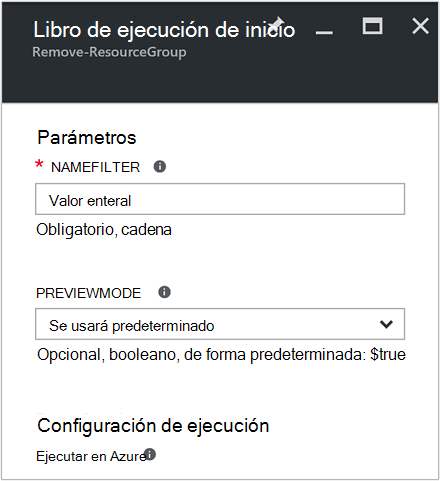 Libro de ejecución de inicio
Remove-ResourceGroup
Parámetros
* NAMEFILTER
Valor enteral
Obligatorio, cadena
PREVIEWMODE
Se usará predeterminado
Opcional, booleano, de forma predeterminada: $true
Configuración de ejecución
Ejecutar en Azure